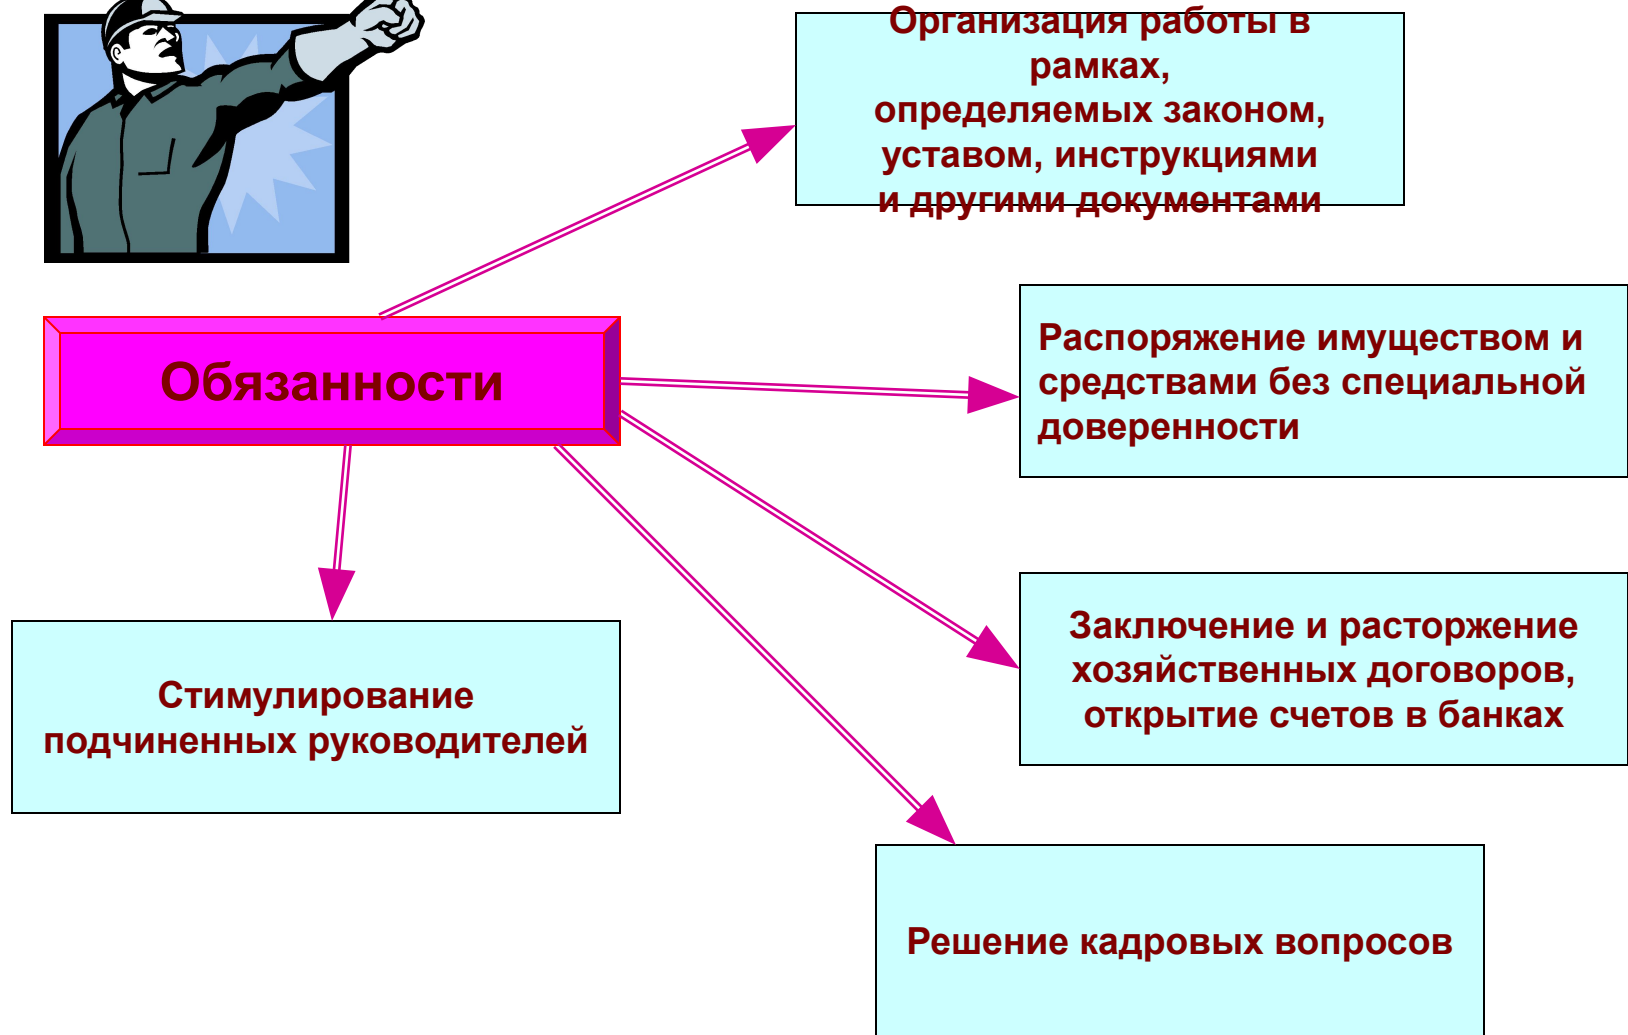 Организация работы в
рамках,
определяемых законом,
уставом, инструкциями
и другими документами
Обязанности
Распоряжение имуществом и
средствами без специальной
доверенности
Заключение и расторжение
хозяйственных договоров,
открытие счетов в банках
Стимулирование
подчиненных руководителей
Решение кадровых вопросов